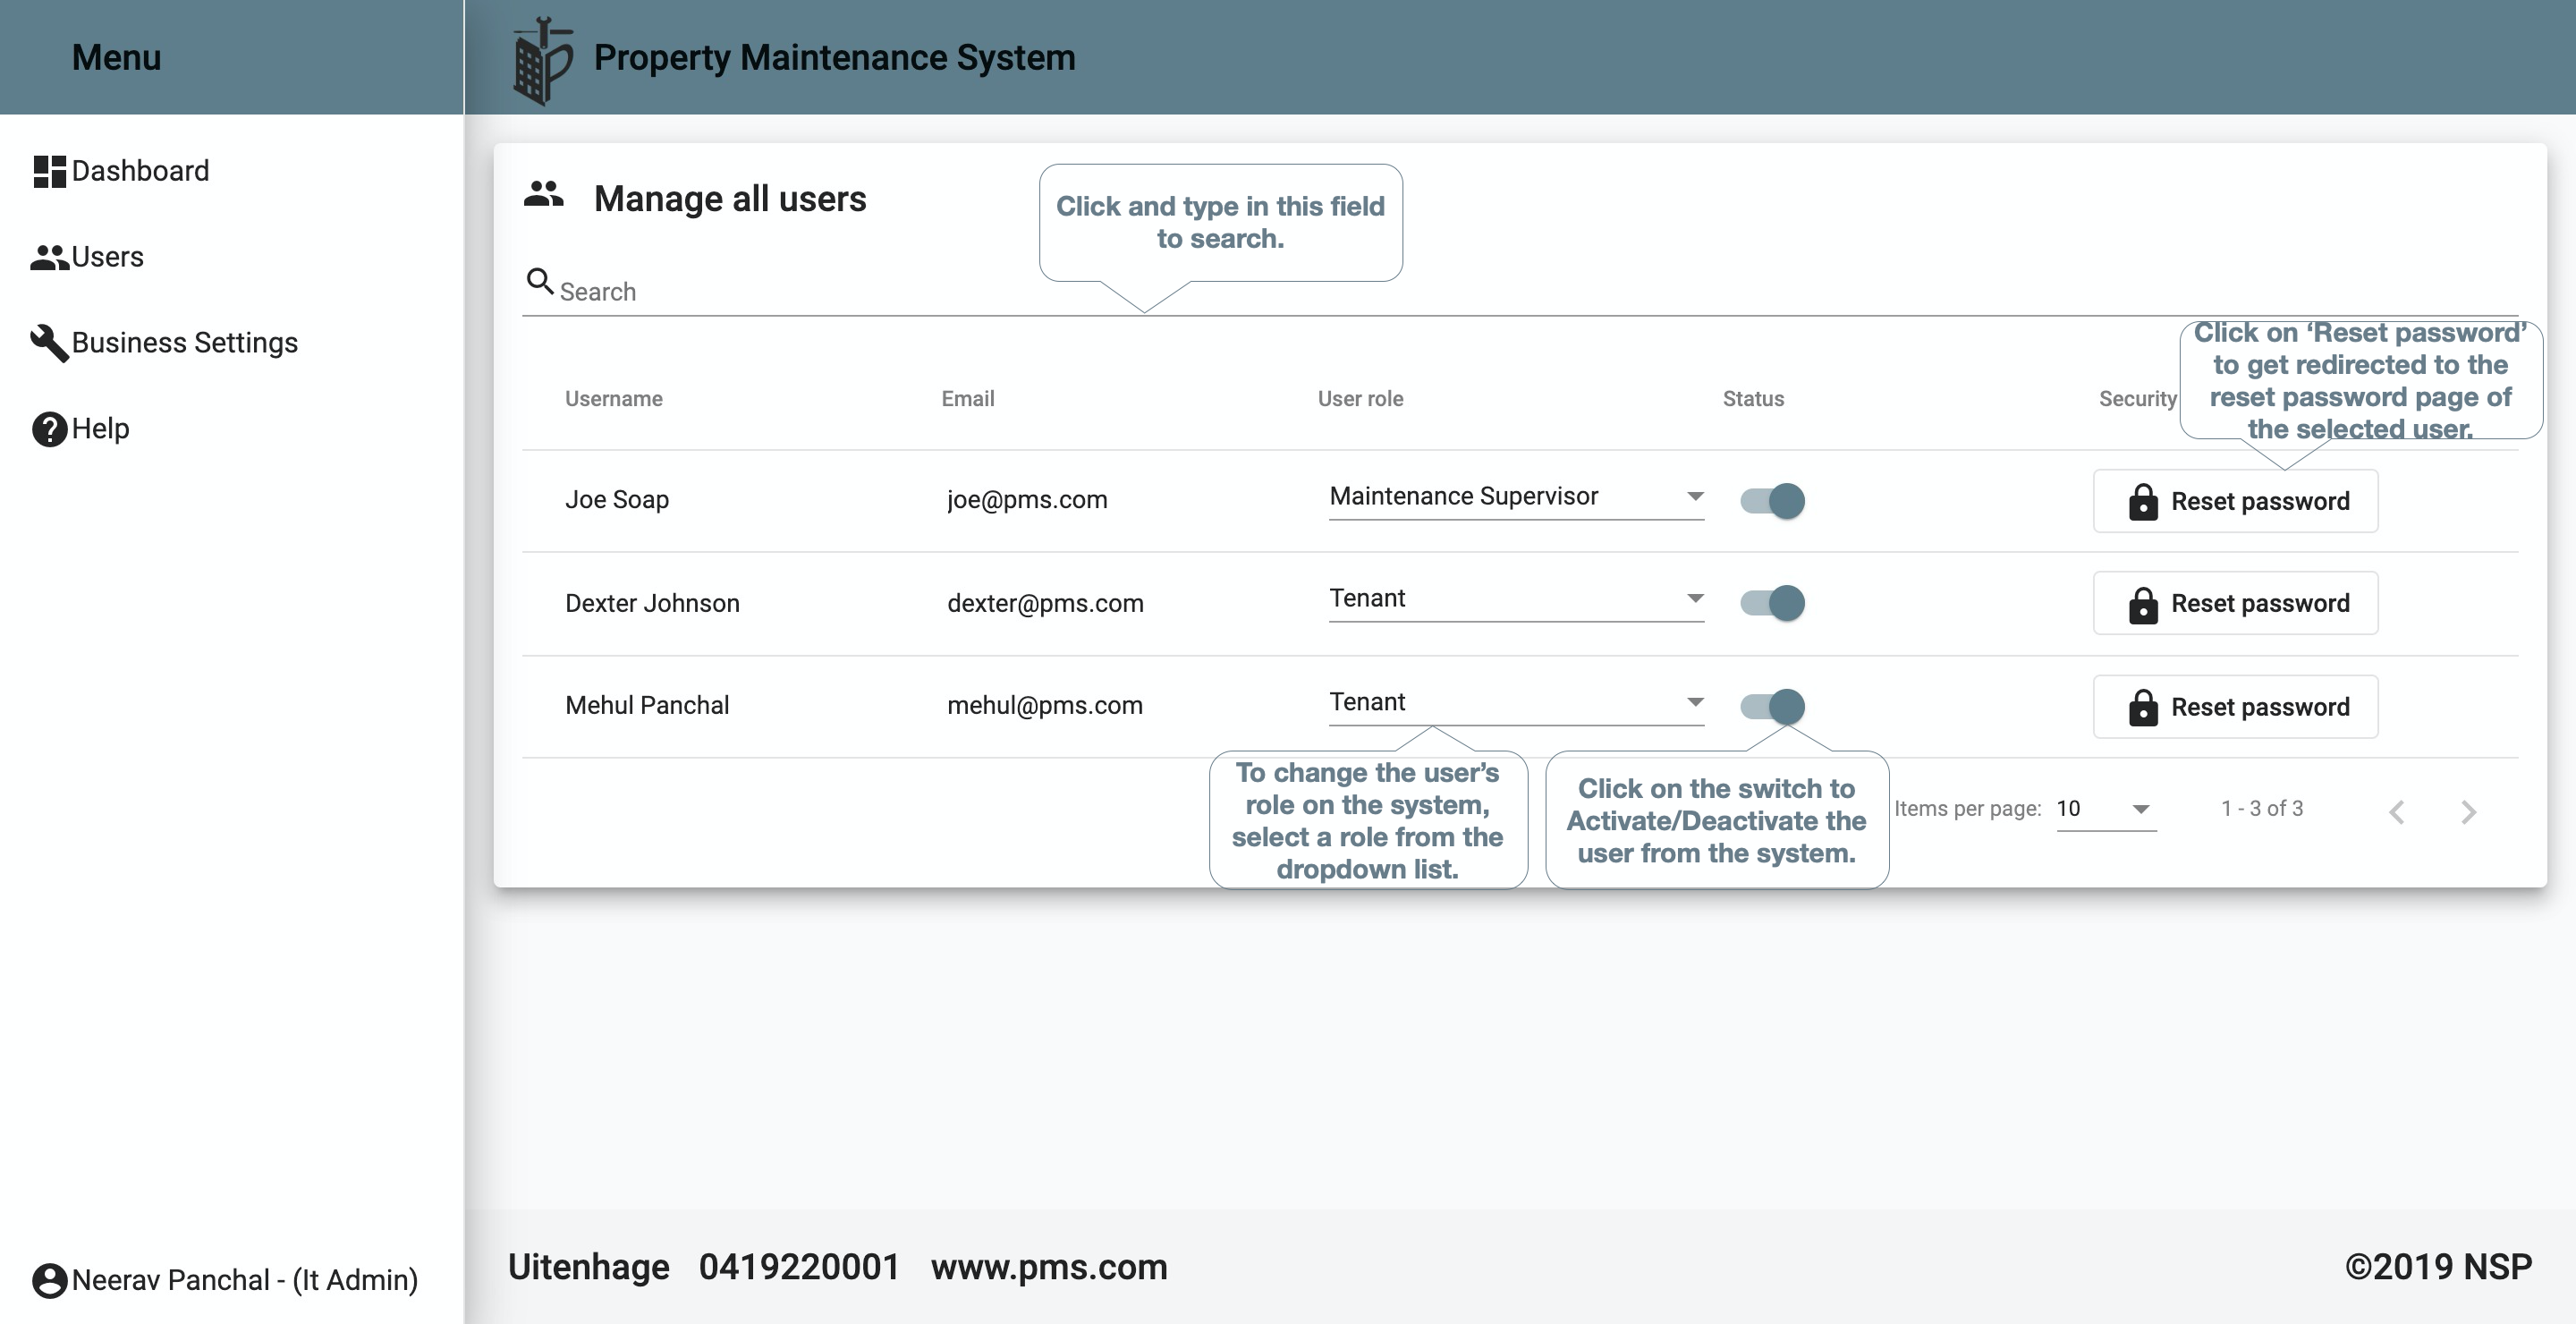 Menu
Property Maintenance System
Dashboard
Users
Business Settings
Help
Manage all users
Click and type in this field
to search.
Search
Click on ‘Reset password’
to get redirected to the
reset password page of
the selected user.
Username Email User role Status Security
Joe Soap joe@pms.com Maintenance Supervisor Reset password
Dexter Johnson dexter@pms.com Tenant Reset password
Mehul Panchal mehul@pms.com Tenant Reset password
To change the user’s
role on the system,
select a role from the
dropdown list.
Click on the switch to
Activate/Deactivate the
user from the system.
Items per page: 10 1 - 3 of 3
Neerav Panchal - (It Admin)
Uitenhage 0419220001 www.pms.com ©2019 NSP